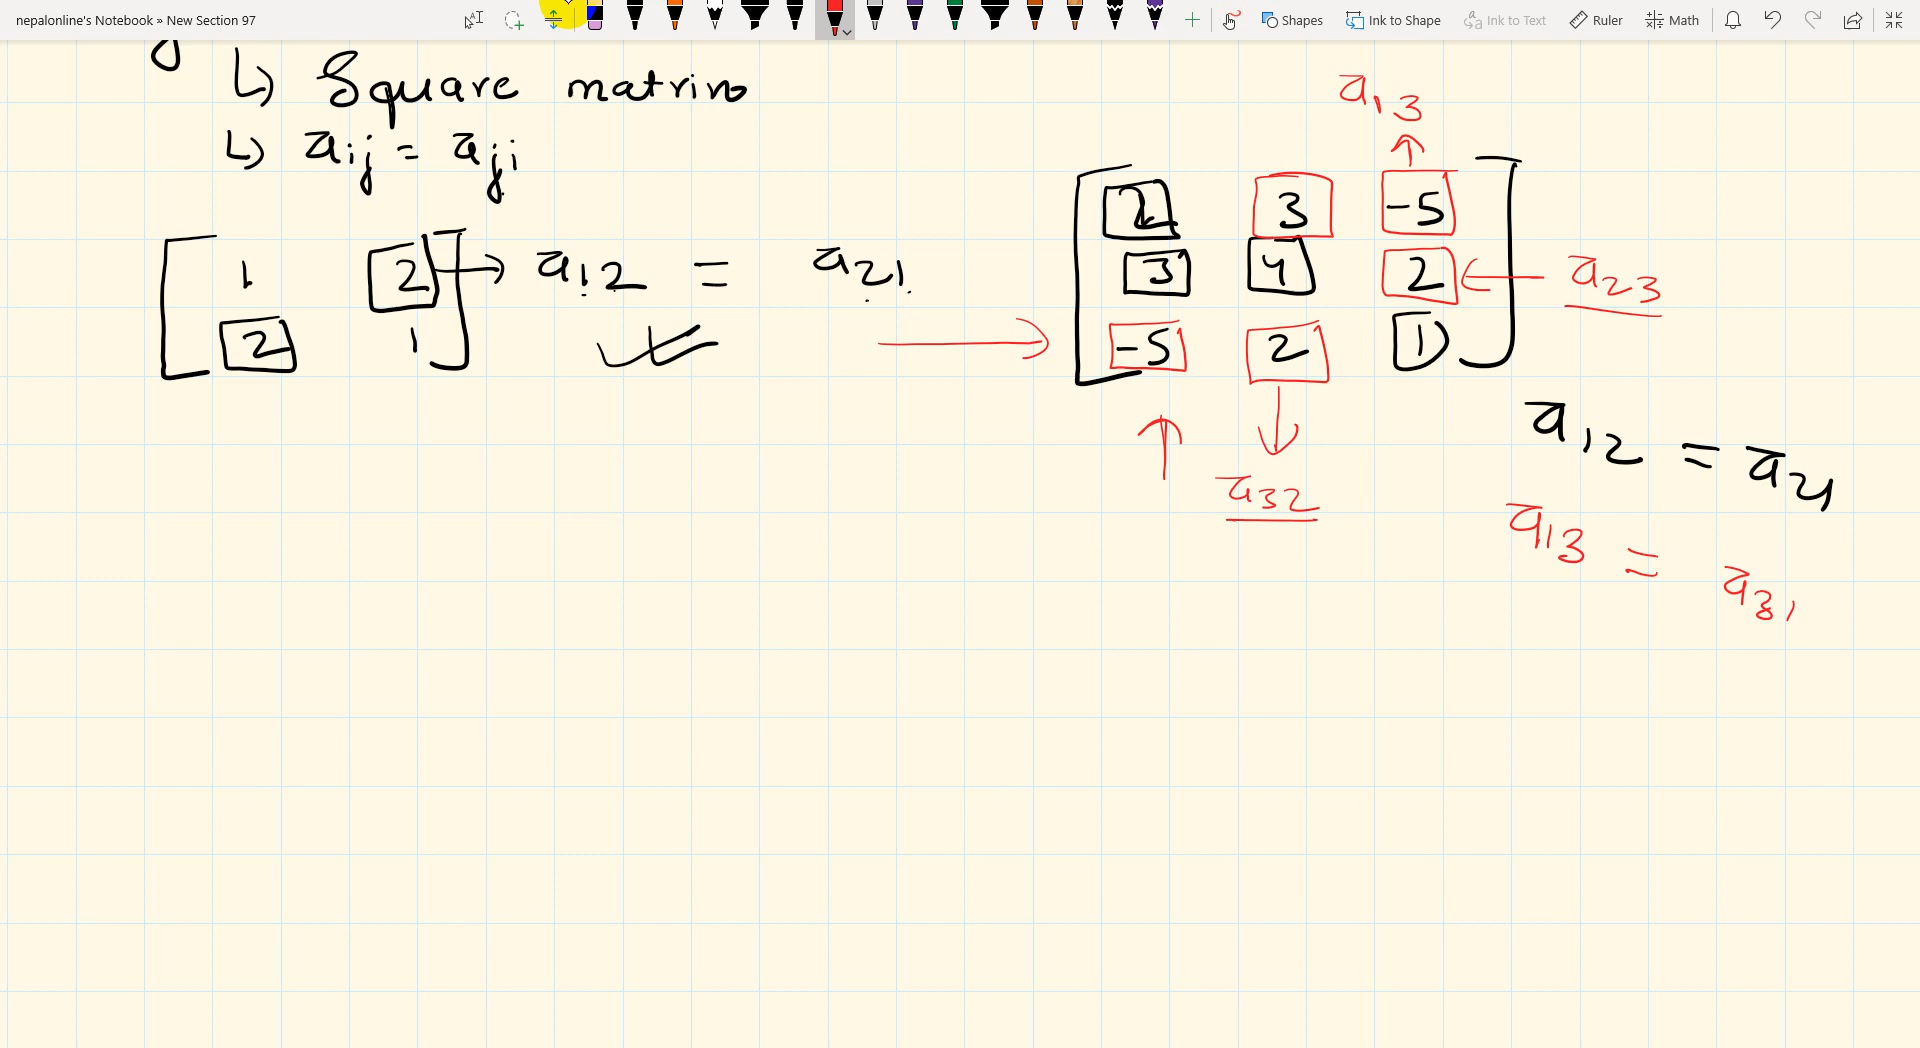 nepalonline's Notebook » New Section 97 Shapes Ink to Shape Ink to Text Ruler Math
↳ Square matrix
↳ aij = aji
a13
1 2 → a12 = a21
2 1
2 3 -5
3 4 2 ← a23
-5 2 1
a32
a12 = a21
a13 = a31